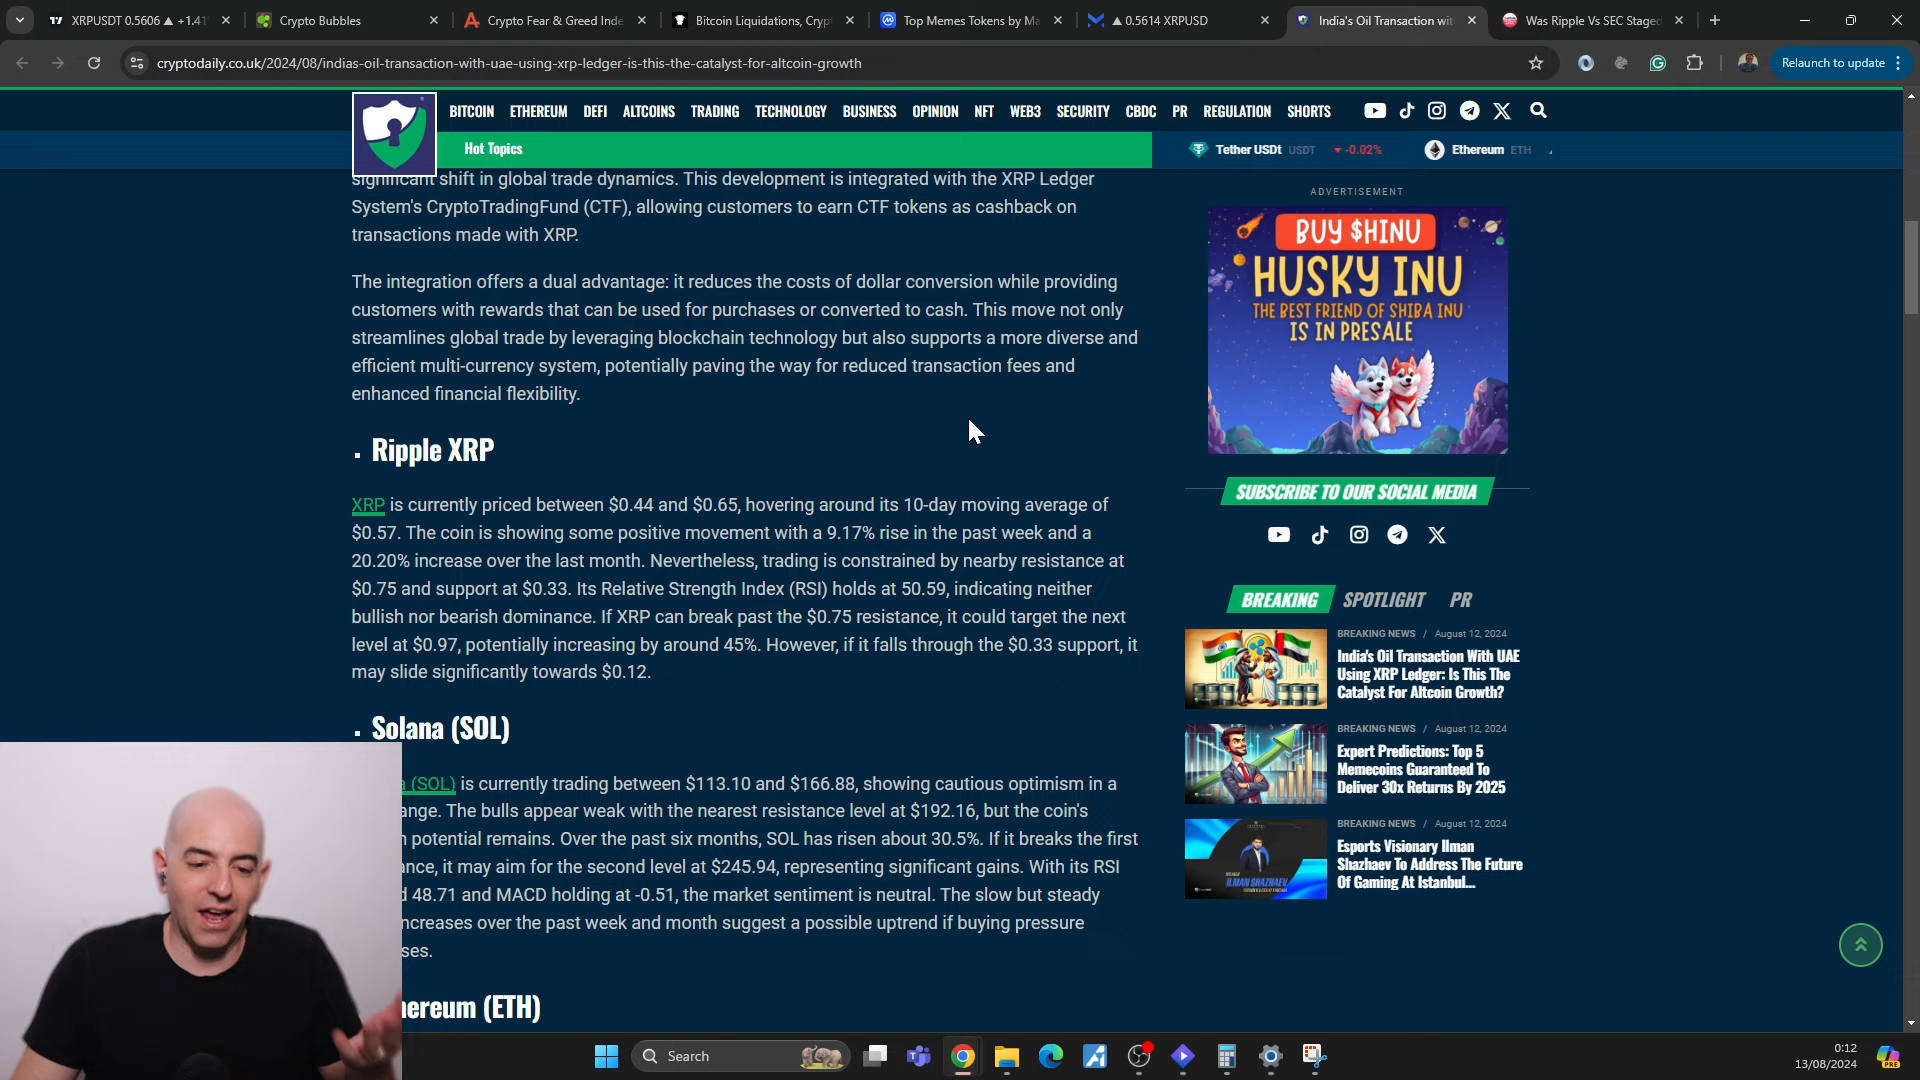 XRPUSDT 0.5606 ▲ +1.41
Crypto Bubbles
Crypto Fear & Greed Inde
Bitcoin Liquidations, Cryp
Top Memes Tokens by Ma
▲ 0.5614 XRPUSD
India's Oil Transaction wit
Was Ripple Vs SEC Staged
cryptodaily.co.uk/2024/08/indias-oil-transaction-with-uae-using-xrp-ledger-is-this-the-catalyst-for-altcoin-growth
Relaunch to update
BITCOIN ETHEREUM DEFI ALTCOINS TRADING TECHNOLOGY BUSINESS OPINION NFT WEB3 SECURITY CBDC PR REGULATION SHORTS
Hot Topics
Tether USDt USDT ▼ -0.02%
Ethereum ETH
significant shift in global trade dynamics. This development is integrated with the XRP Ledger
System's CryptoTradingFund (CTF), allowing customers to earn CTF tokens as cashback on
transactions made with XRP.
The integration offers a dual advantage: it reduces the costs of dollar conversion while providing
customers with rewards that can be used for purchases or converted to cash. This move not only
streamlines global trade by leveraging blockchain technology but also supports a more diverse and
efficient multi-currency system, potentially paving the way for reduced transaction fees and
enhanced financial flexibility.
Ripple XRP
XRP is currently priced between $0.44 and $0.65, hovering around its 10-day moving average of
$0.57. The coin is showing some positive movement with a 9.17% rise in the past week and a
20.20% increase over the last month. Nevertheless, trading is constrained by nearby resistance at
$0.75 and support at $0.33. Its Relative Strength Index (RSI) holds at 50.59, indicating neither
bullish nor bearish dominance. If XRP can break past the $0.75 resistance, it could target the next
level at $0.97, potentially increasing by around 45%. However, if it falls through the $0.33 support, it
may slide significantly towards $0.12.
Solana (SOL)
a (SOL) is currently trading between $113.10 and $166.88, showing cautious optimism in a
ange. The bulls appear weak with the nearest resistance level at $192.16, but the coin's
potential remains. Over the past six months, SOL has risen about 30.5%. If it breaks the first
ance, it may aim for the second level at $245.94, representing significant gains. With its RSI
48.71 and MACD holding at -0.51, the market sentiment is neutral. The slow but steady
ncreases over the past week and month suggest a possible uptrend if buying pressure
ses.
hereum (ETH)
ADVERTISEMENT
BUY $HINU
HUSKY INU
THE BEST FRIEND OF SHIBA INU
IS IN PRESALE
SUBSCRIBE TO OUR SOCIAL MEDIA
BREAKING SPOTLIGHT PR
BREAKING NEWS / August 12, 2024
India's Oil Transaction With UAE
Using XRP Ledger: Is This The
Catalyst For Altcoin Growth?
BREAKING NEWS / August 12, 2024
Expert Predictions: Top 5
Memecoins Guaranteed To
Deliver 30x Returns By 2025
BREAKING NEWS / August 12, 2024
Esports Visionary Ilman
Shazhaev To Address The Future
Of Gaming At Istanbul...
ILMAN SHAZHAEV
Search
0:12
13/08/2024
PRE